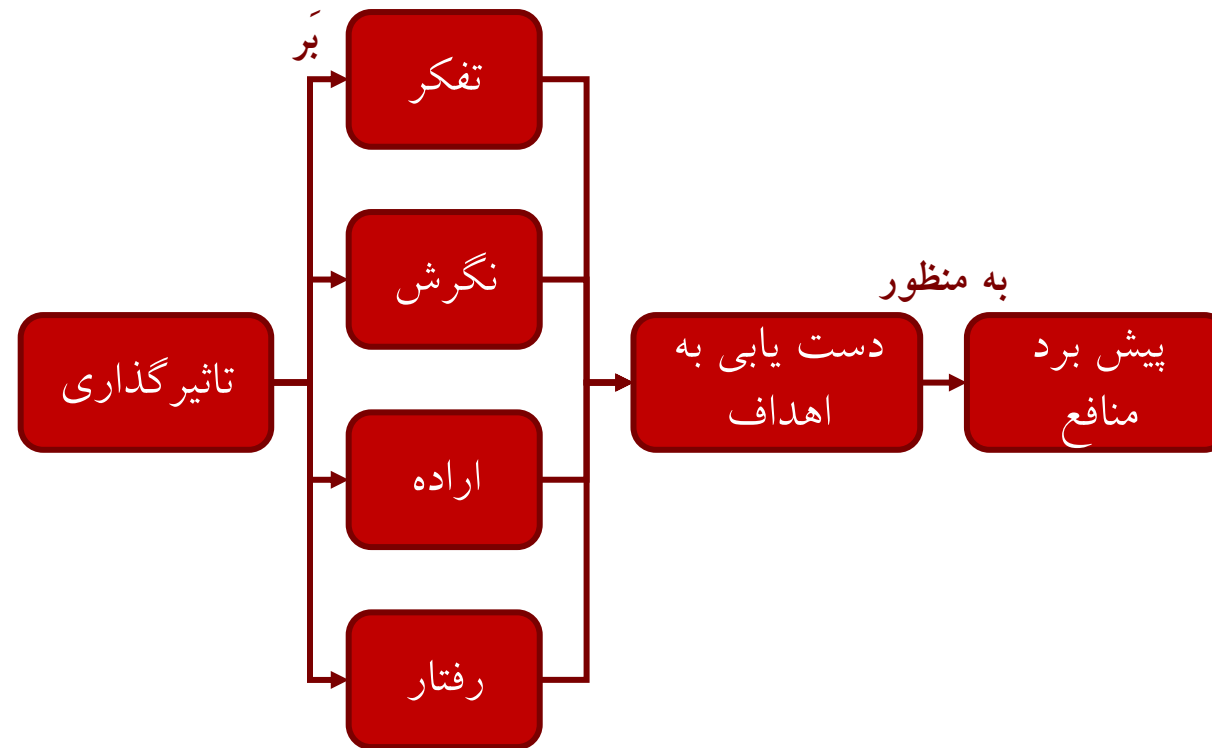 تاثیرگذاری
بَر
تفکر
نگرش
اراده
رفتار
دست یابی به
اهداف
به منظور
پیش برد
منافع